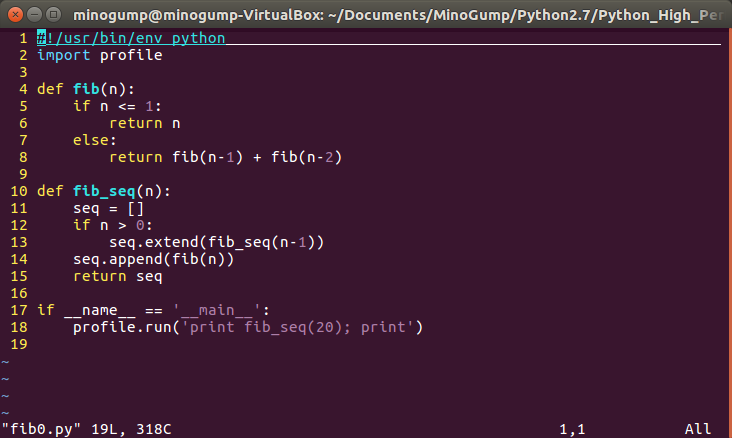 minogump@minogump-VirtualBox: ~/Documents/MinoGump/Python2.7/Python_High_Per
1 #!/usr/bin/env python
2 import profile
3
4 def fib(n):
5     if n <= 1:
6         return n
7     else:
8         return fib(n-1) + fib(n-2)
9
10 def fib_seq(n):
11     seq = []
12     if n > 0:
13         seq.extend(fib_seq(n-1))
14     seq.append(fib(n))
15     return seq
16
17 if __name__ == '__main__':
18     profile.run('print fib_seq(20); print')
19
~
~
~
~
"fib0.py" 19L, 318C 1,1 All